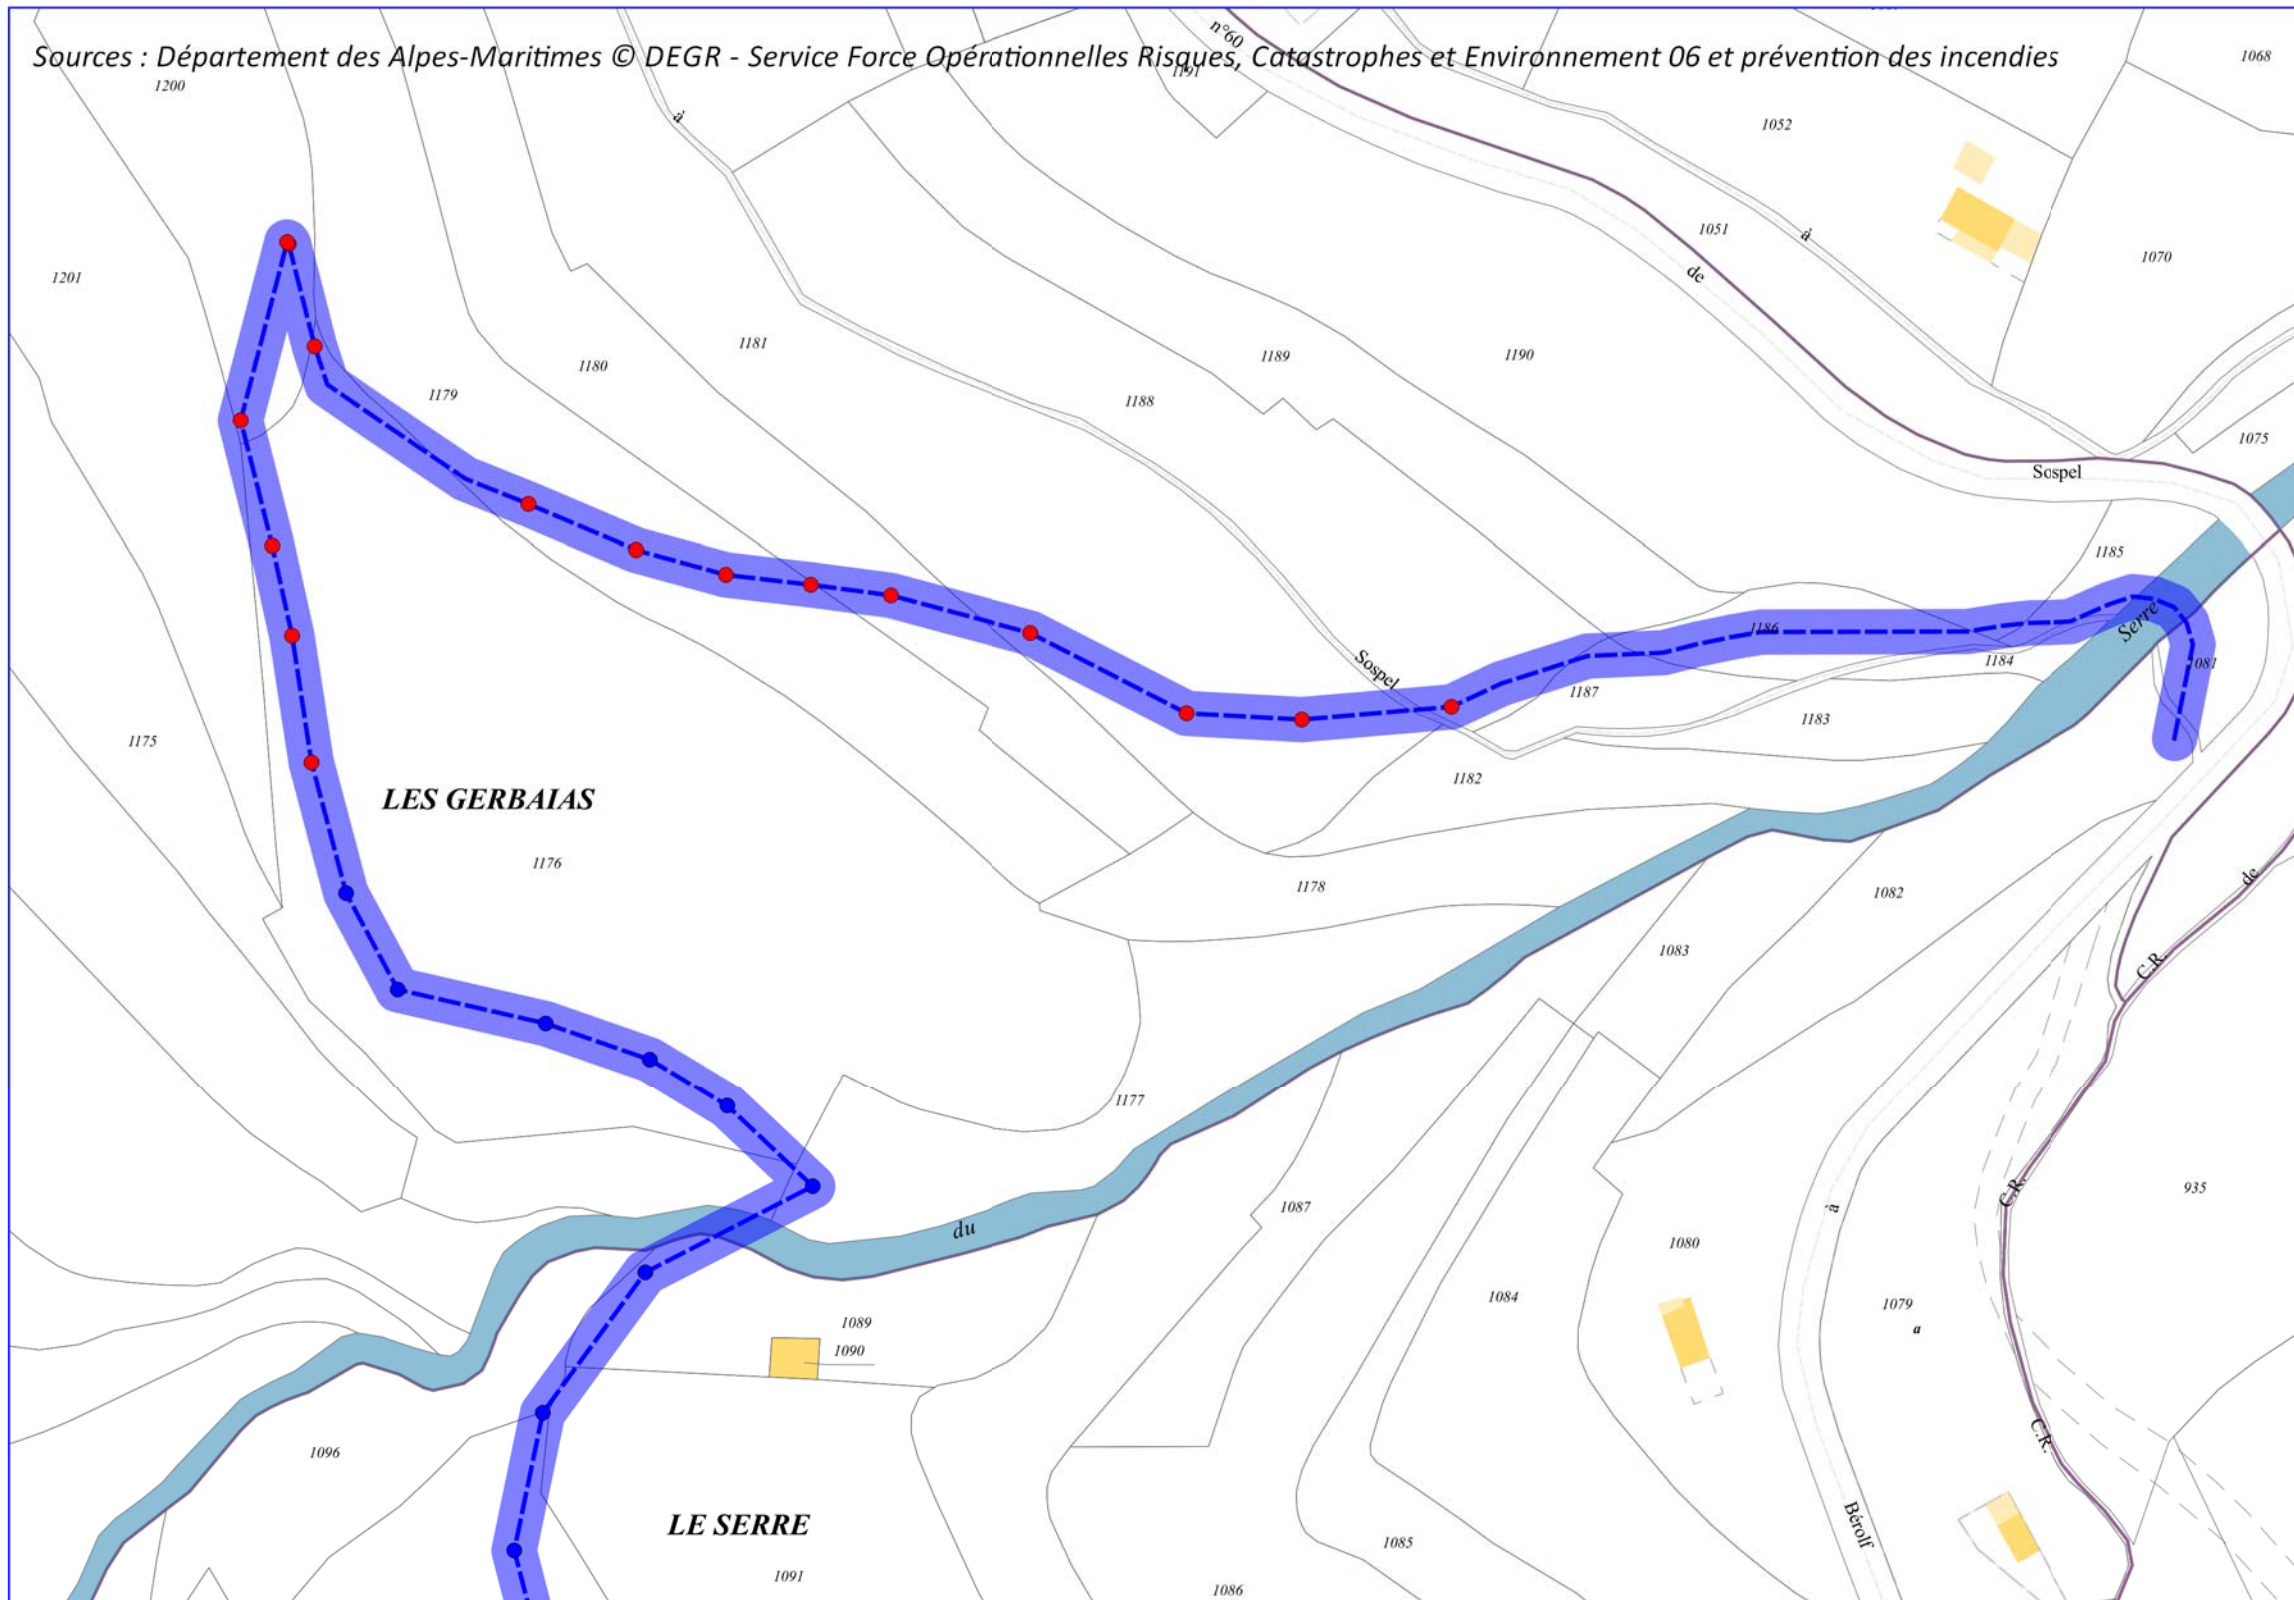 n°60
Sources : Département des Alpes-Maritimes © DEGR - Service Force Opérationnelles Risques, Catastrophes et Environnement 06 et prévention des incendies
1068
1191
1200
à
1052
1051
à
1070
de
1201
1181
1189
1190
1180
1179
1188
1075
Sospel
1185
Serre
1186
Sospel
1184
1187
1183
1175
1182
LES GERBAIAS
1176
1178
1082
de
1083
C.R.
1177
C.R.
935
1087
à
du
1080
1084
1079
a
1089
1090
C.R.
1096
LE SERRE
Bérolf
1085
1091
1086